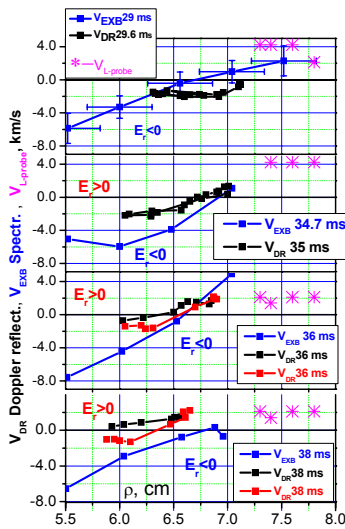 V_EXB 29 ms
V_DR 29.6 ms
*–V_L-probe
4.0
0.0
-4.0
-8.0
E_r<0
4.0
0.0
-4.0
-8.0
E_r>0
E_r<0
V_EXB 34.7 ms
V_DR 35 ms
4.0
0.0
-4.0
-8.0
E_r>0
E_r<0
V_EXB 36 ms
V_DR 36 ms
V_DR 36 ms
4.0
0.0
-4.0
-8.0
E_r>0
E_r<0
V_EXB 38 ms
V_DR 38 ms
V_DR 38 ms
5.5 6.0 6.5 7.0 7.5 8.0
ρ, cm
V_DR Doppler reflect., V_EXB Spectr., V_L-probe, km/s